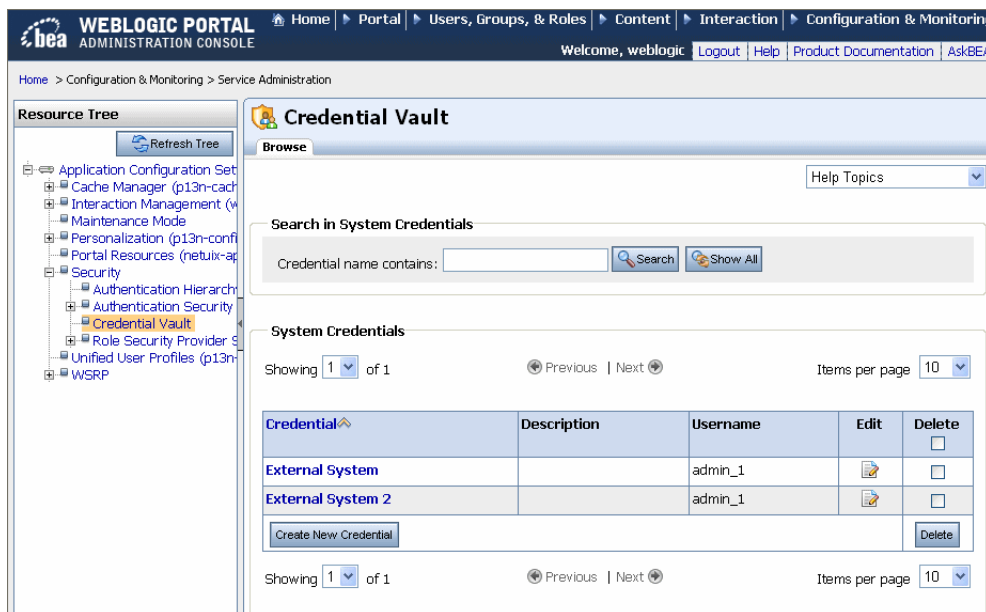 bea WEBLOGIC PORTAL
ADMINISTRATION CONSOLE
Home Portal Users, Groups, & Roles Content Interaction Configuration & Monitorin
Welcome, weblogic Logout Help Product Documentation AskBEA
Home > Configuration & Monitoring > Service Administration
Resource Tree
Refresh Tree
Application Configuration Set
Cache Manager (p13n-cach
Interaction Management (w
Maintenance Mode
Personalization (p13n-confi
Portal Resources (netuix-ap
Security
Authentication Hierarch
Authentication Security
Credential Vault
Role Security Provider S
Unified User Profiles (p13n-
WSRP
Credential Vault
Browse
Help Topics
Search in System Credentials
Credential name contains: Search Show All
System Credentials
Showing 1 of 1 Previous | Next Items per page 10
Credential Description Username Edit Delete
External System admin_1
External System 2 admin_1
Create New Credential Delete
Showing 1 of 1 Previous | Next Items per page 10